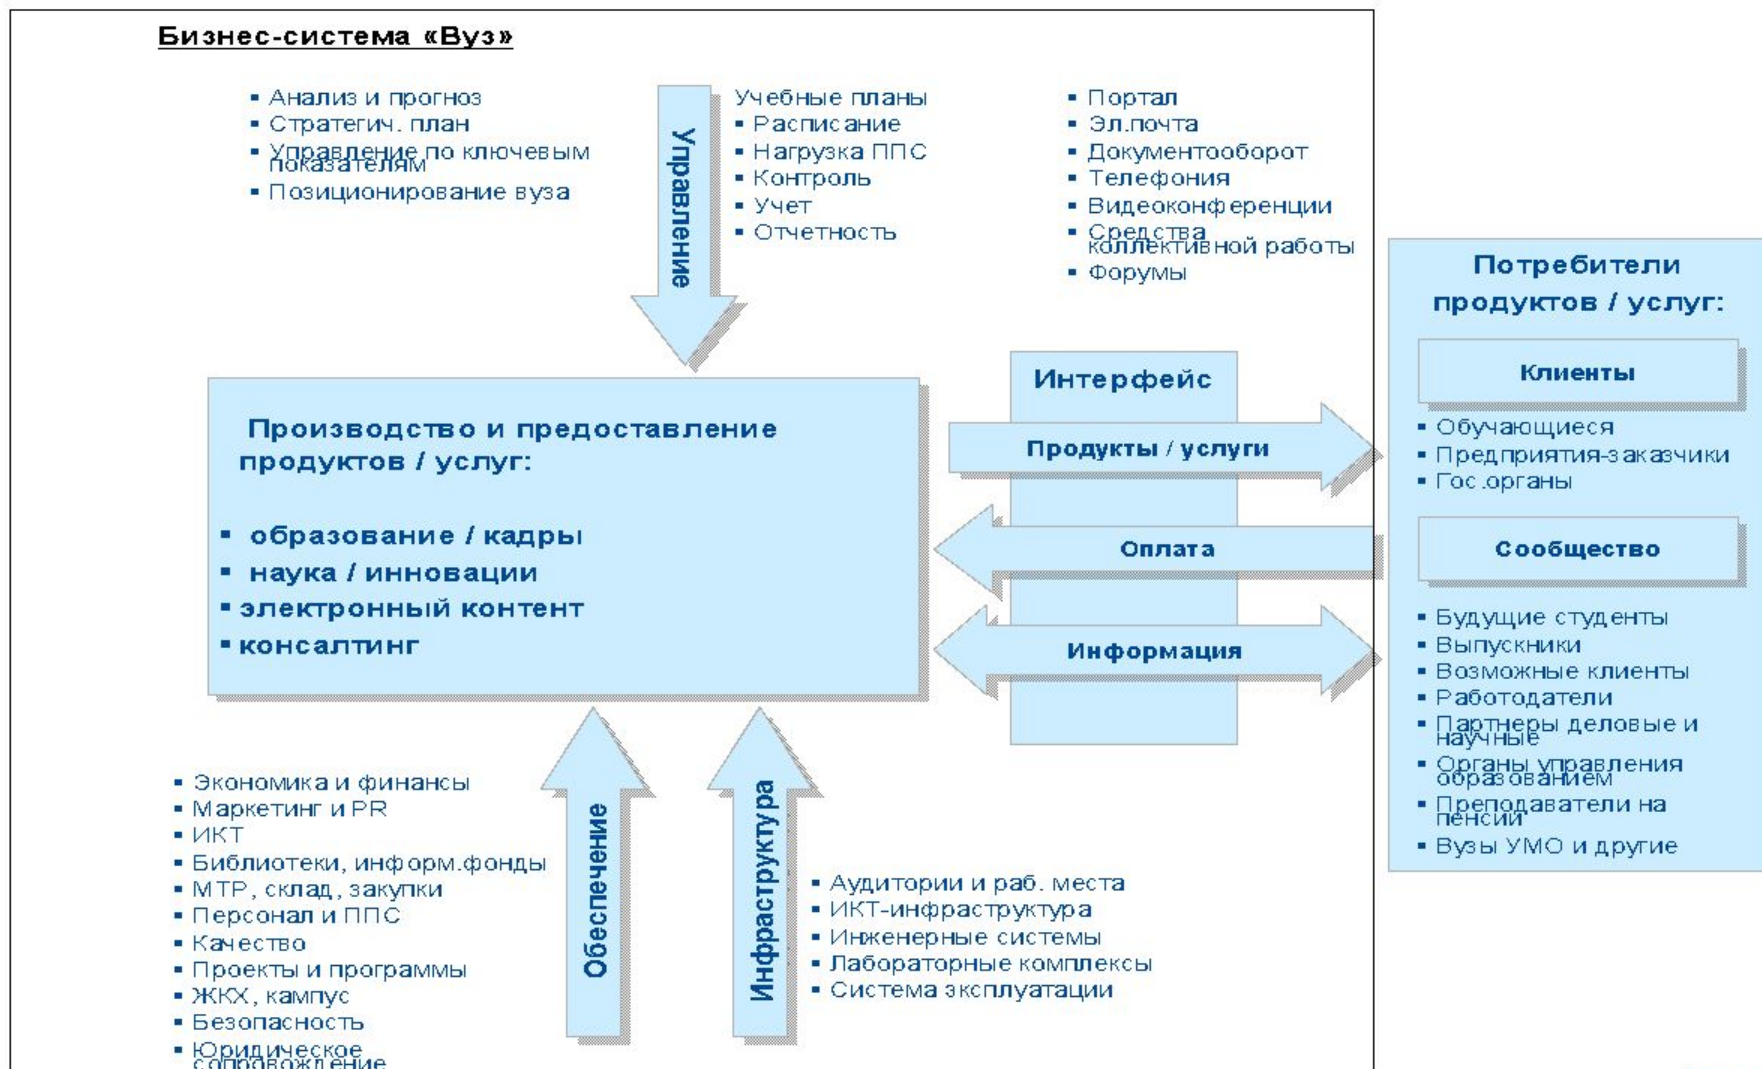 Бизнес-система «Вуз»
▪ Анализ и прогноз
▪ Стратегич. план
▪ Управление по ключевым
показателям
▪ Позиционирование вуза
Управление
Учебные планы
▪ Расписание
▪ Нагрузка ППС
▪ Контроль
▪ Учет
▪ Отчетность
▪ Портал
▪ Эл.почта
▪ Документооборот
▪ Телефония
▪ Видеоконференции
▪ Средства
коллективной работы
▪ Форумы
Производство и предоставление
продуктов / услуг:
▪ образование / кадры
▪ наука / инновации
▪ электронный контент
▪ консалтинг
Интерфейс
Продукты / услуги
Оплата
Информация
Потребители
продуктов / услуг:
Клиенты
▪ Обучающиеся
▪ Предприятия-заказчики
▪ Гос.органы
Сообщество
▪ Будущие студенты
▪ Выпускники
▪ Возможные клиенты
▪ Работодатели
▪ Партнеры деловые и
научные
▪ Органы управления
образованием
▪ Преподаватели на
пенсии
▪ Вузы УМО и другие
▪ Экономика и финансы
▪ Маркетинг и PR
▪ ИКТ
▪ Библиотеки, информ.фонды
▪ МТР, склад, закупки
▪ Персонал и ППС
▪ Качество
▪ Проекты и программы
▪ ЖКХ, кампус
▪ Безопасность
▪ Юридическое
сопровождение
Обеспечение
Инфраструктура
▪ Аудитории и раб. места
▪ ИКТ-инфраструктура
▪ Инженерные системы
▪ Лабораторные комплексы
▪ Система эксплуатации